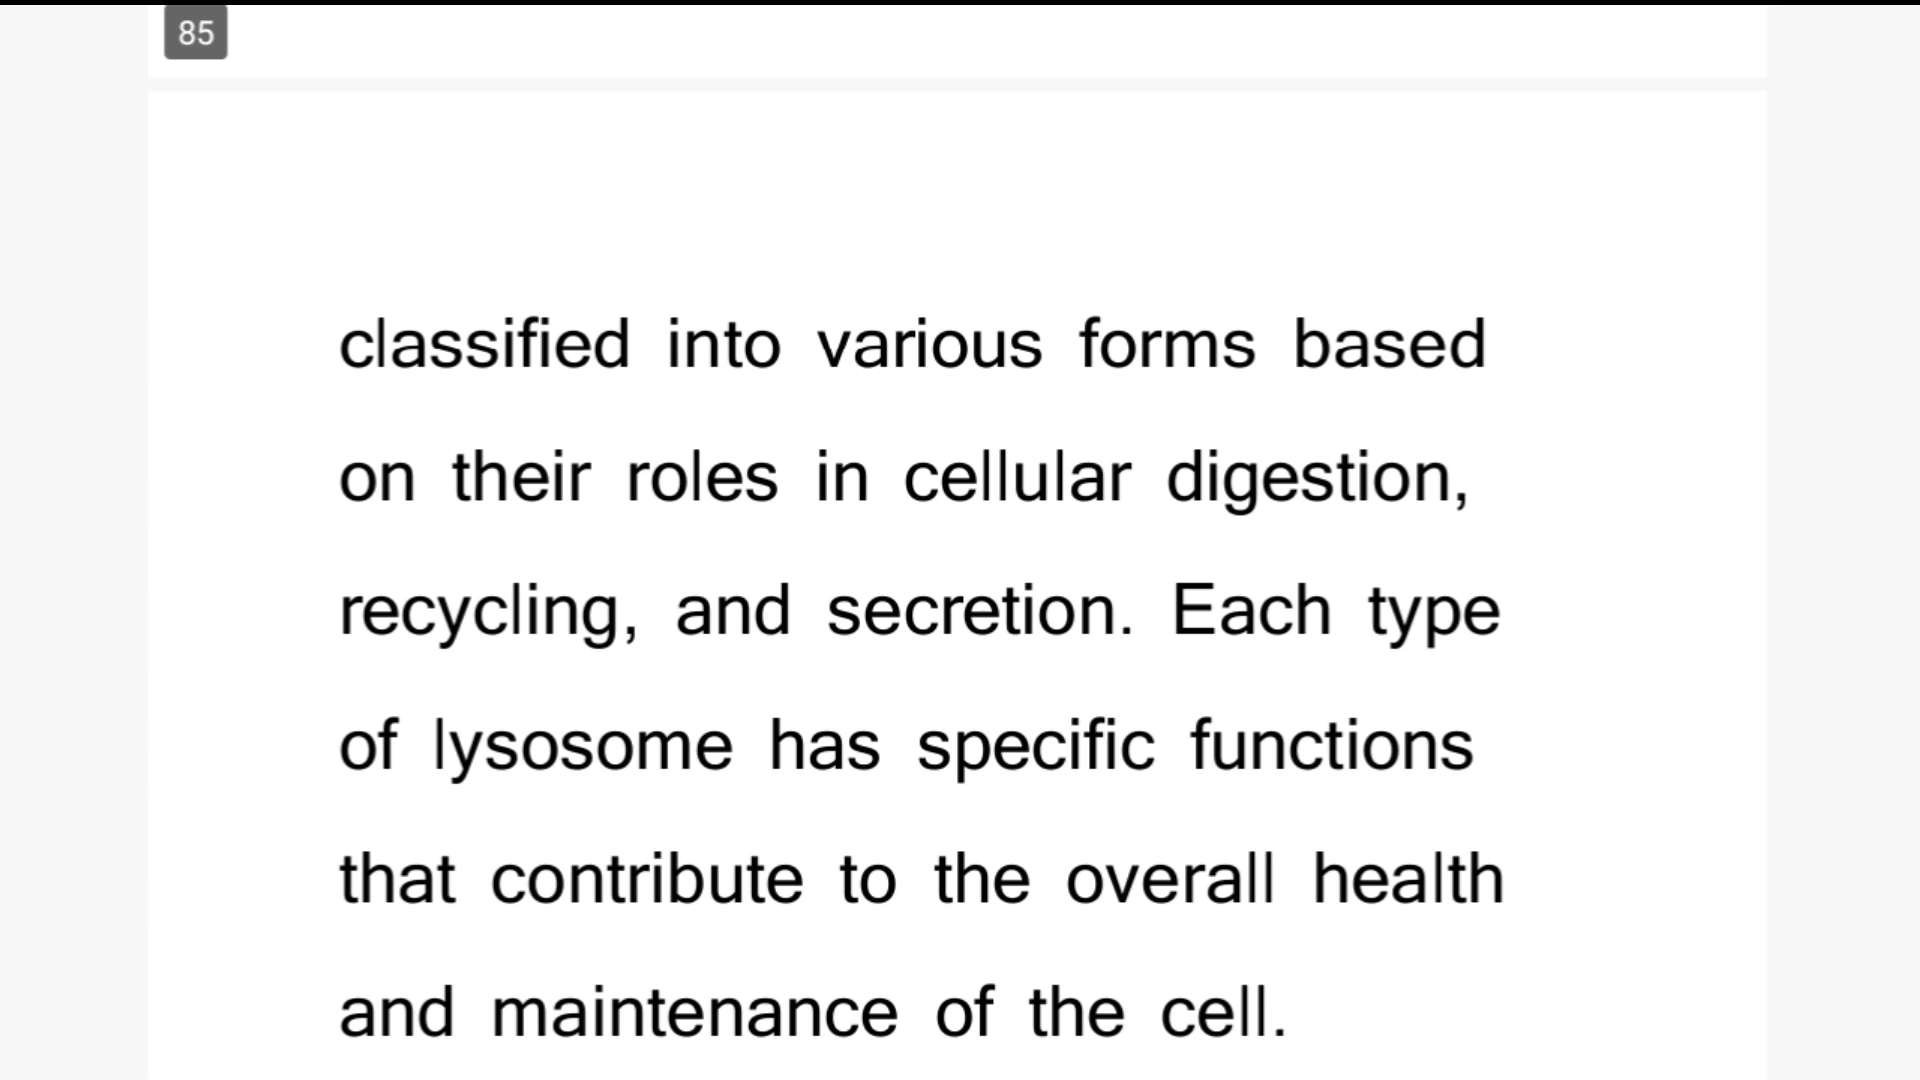 85
classified into various forms based
on their roles in cellular digestion,
recycling, and secretion. Each type
of lysosome has specific functions
that contribute to the overall health
and maintenance of the cell.